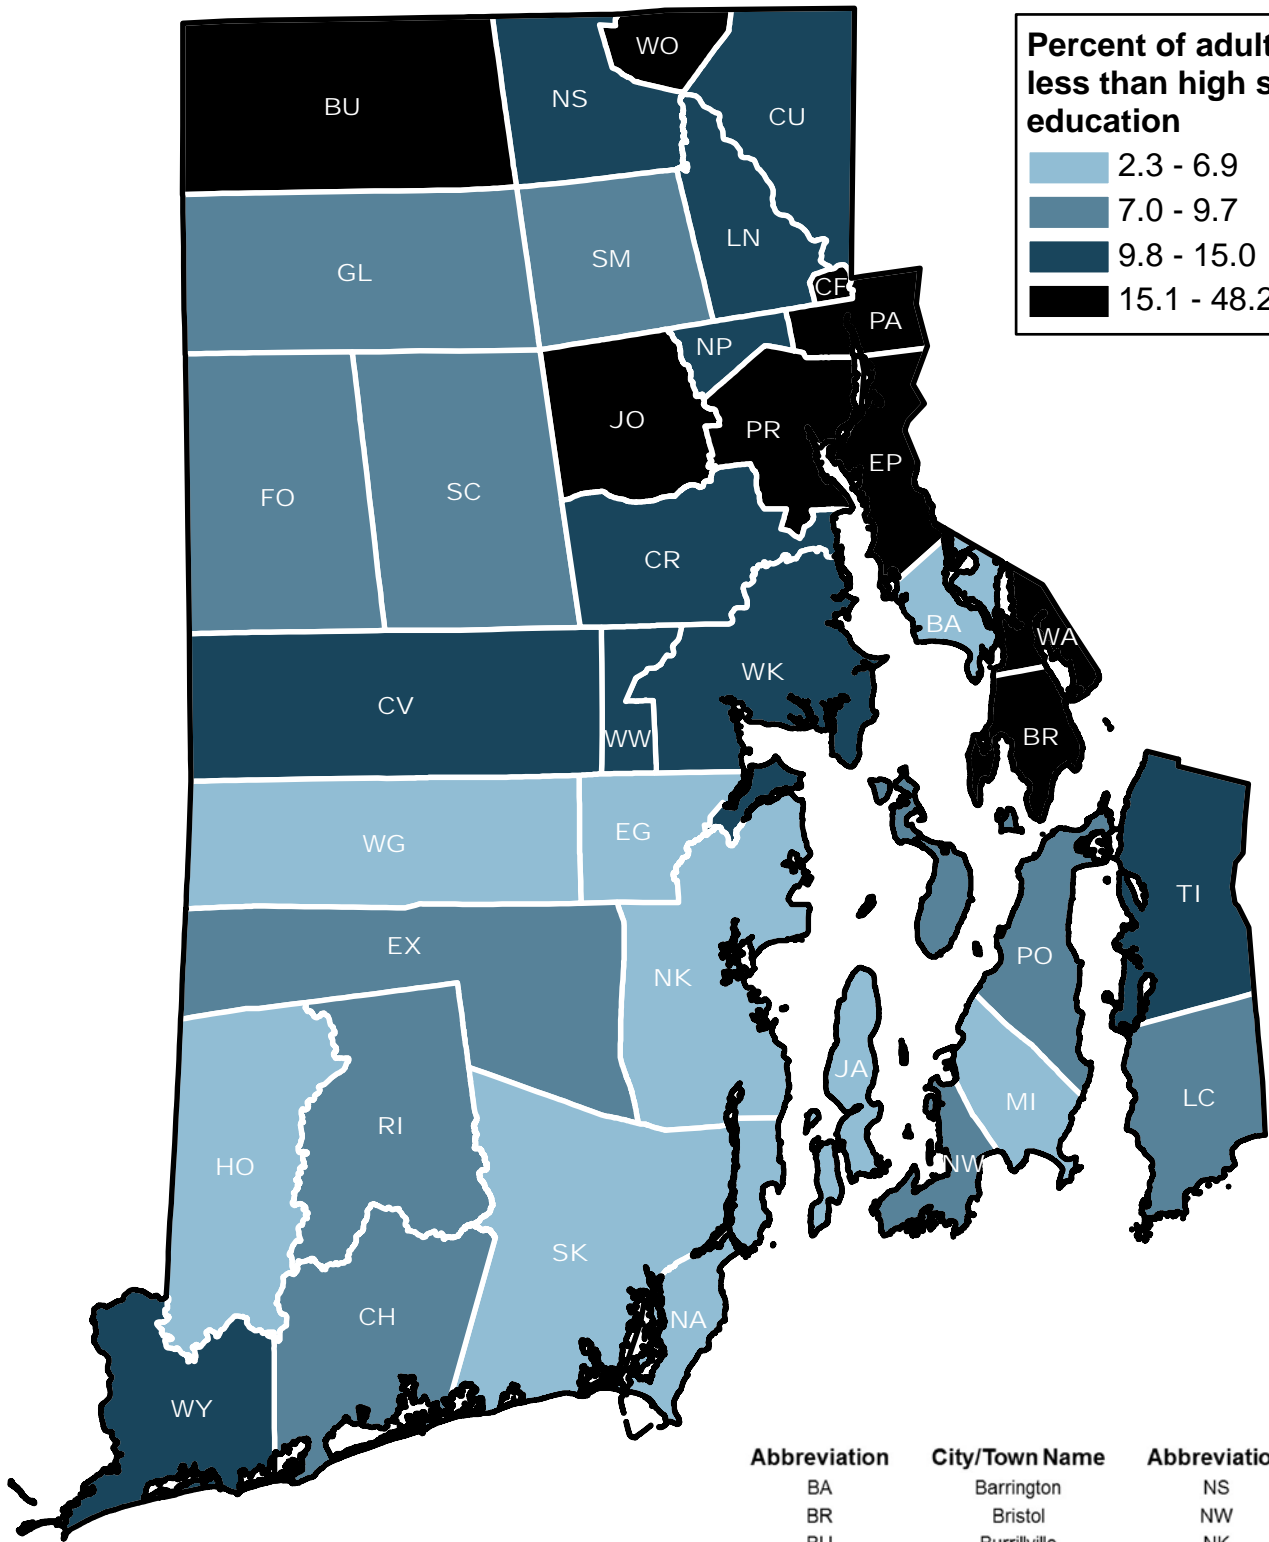 WO
BU
NS
CU
Percent of adult
less than high s
education
2.3 - 6.9
7.0 - 9.7
9.8 - 15.0
15.1 - 48.2
LN
SM
GL
CF
PA
NP
JO
PR
EP
FO
SC
CR
BA
WA
WK
CV
WW
BR
WG
EG
TI
EX
PO
NK
JA
MI
LC
RI
HO
NW
SK
CH
NA
WY
Abbreviation City/Town Name Abbreviatio
BA Barrington NS
BR Bristol NW
BU Burrillville NK